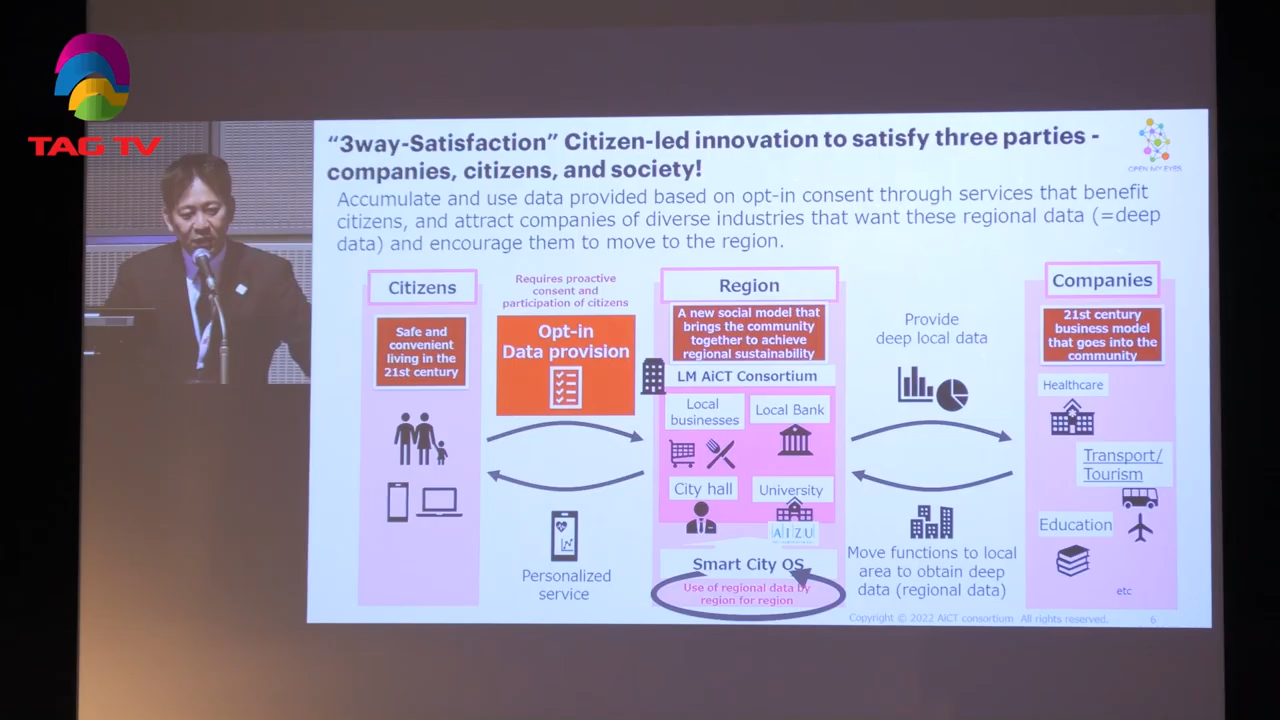 TAG TV
“3way-Satisfaction” Citizen-led innovation to satisfy three parties -
companies, citizens, and society!
OPEN MY EYES
Accumulate and use data provided based on opt-in consent through services that benefit
citizens, and attract companies of diverse industries that want these regional data (=deep
data) and encourage them to move to the region.
Citizens
Safe and
convenient
living in the
21st century
Requires proactive
consent and
participation of citizens
Opt-in
Data provision
Personalized
service
Region
A new social model that
brings the community
together to achieve
regional sustainability
LM AiCT Consortium
Local
businesses
Local Bank
City hall
University
AIZU
Smart City OS
Use of regional data by
region for region
Provide
deep local data
Move functions to local
area to obtain deep
data (regional data)
Companies
21st century
business model
that goes into the
community
Healthcare
Transport/
Tourism
Education
etc
Copyright © 2022 AiCT consortium All rights reserved.
6